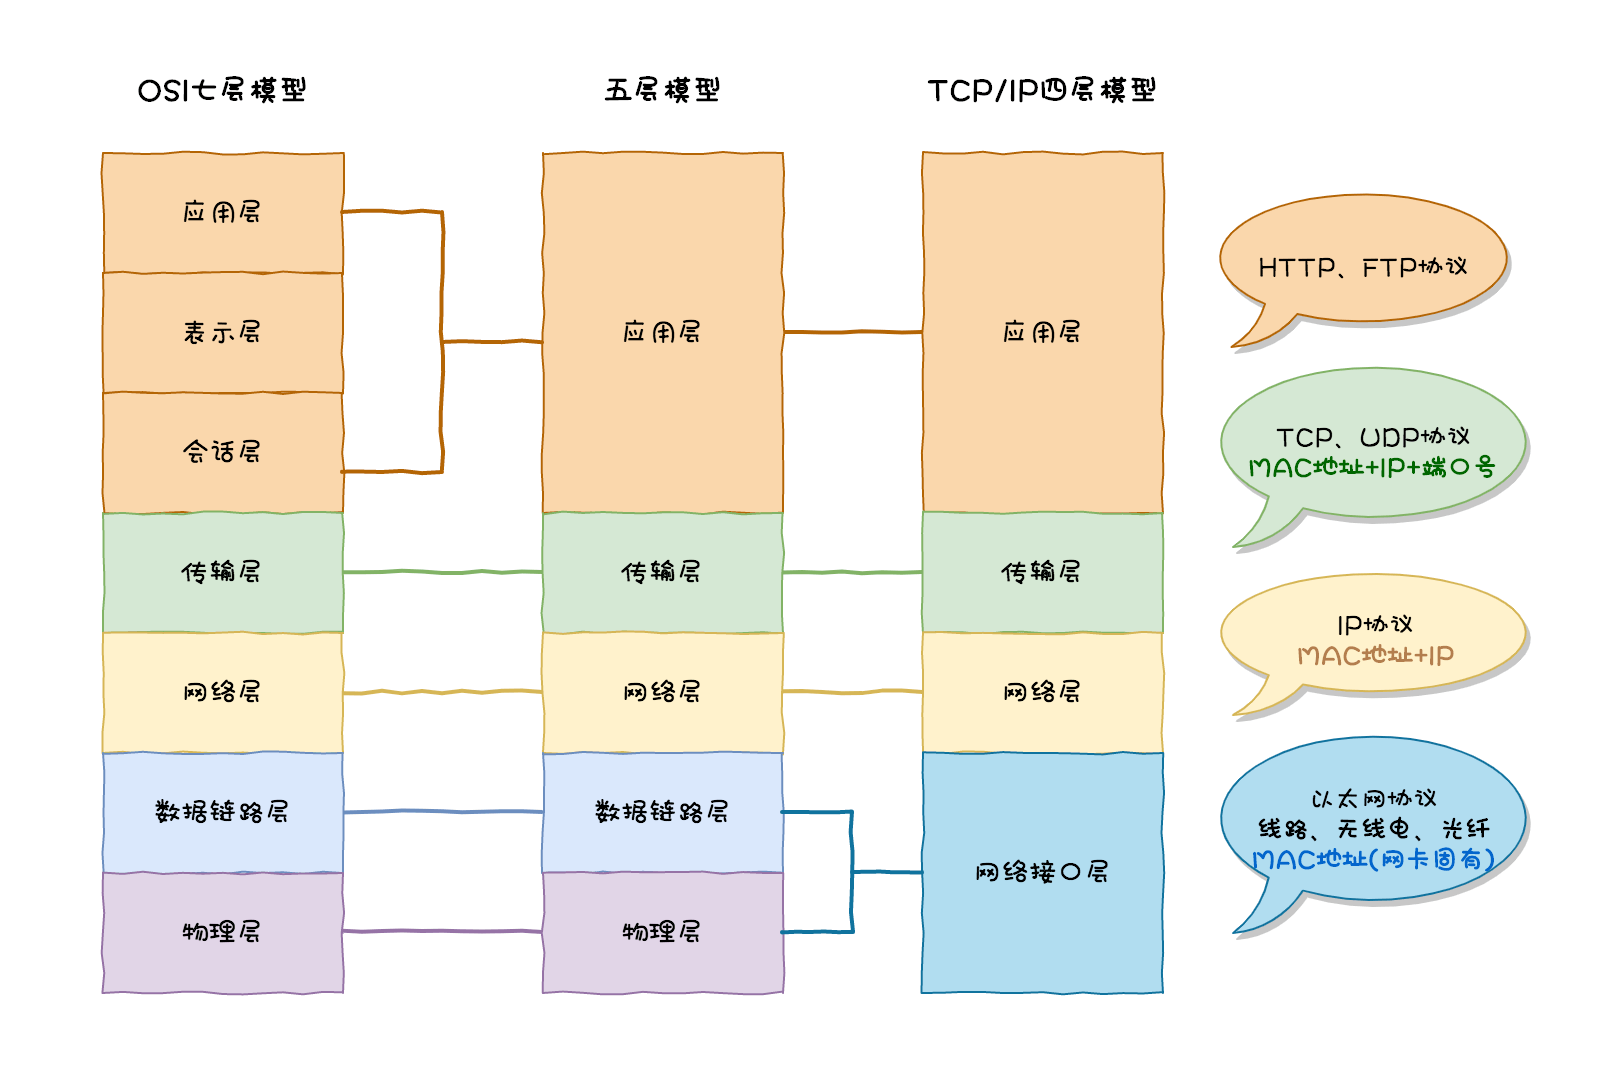 OSI七层模型
五层模型
TCP/IP四层模型
应用层
表示层
会话层
传输层
网络层
数据链路层
物理层
应用层
传输层
网络层
数据链路层
物理层
应用层
传输层
网络层
网络接口层
HTTP、FTP协议
TCP、UDP协议
MAC地址+IP+端口号
IP协议
MAC地址+IP
以太网协议
线路、无线电、光纤
MAC地址(网卡固有)